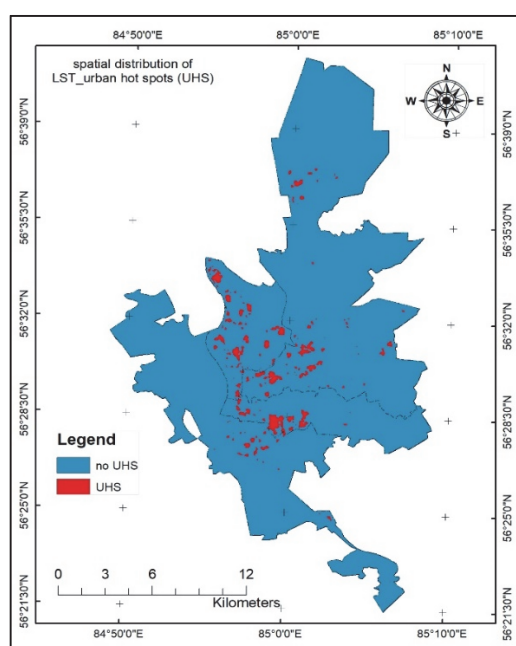 84°50'0"E 85°0'0"E 85°10'0"E
spatial distribution of
LST_urban hot spots (UHS)
N
W E
S
56°39'0"N 56°39'0"N
56°35'30"N 56°35'30"N
56°32'0"N 56°32'0"N
56°28'30"N 56°28'30"N
Legend
no UHS
UHS
56°25'0"N 56°25'0"N
0 3 6 9 12
Kilometers
56°21'30"N 56°21'30"N
84°50'0"E 85°0'0"E 85°10'0"E